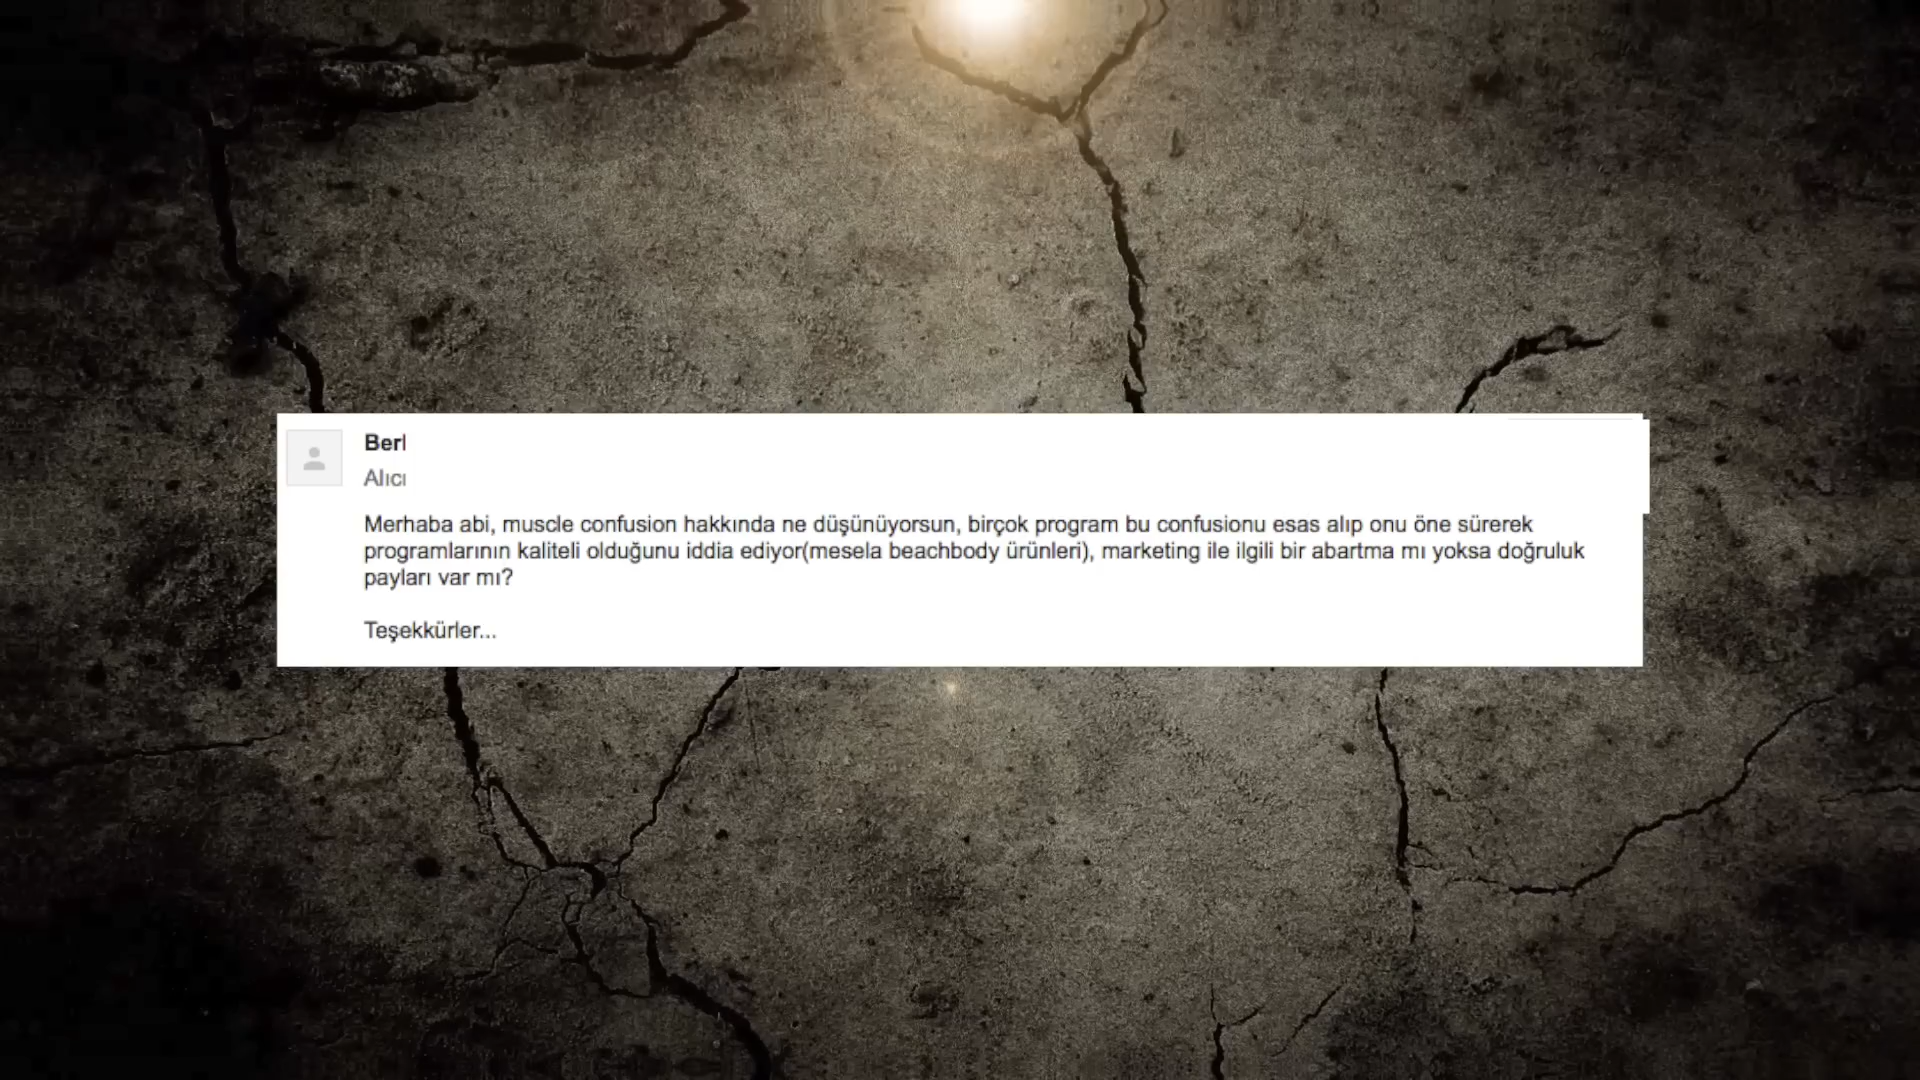 Berl
Alıcı
Merhaba abi, muscle confusion hakkında ne düşünüyorsun, birçok program bu confusionu esas alıp onu öne sürerek
programlarının kaliteli olduğunu iddia ediyor(mesela beachbody ürünleri), marketing ile ilgili bir abartma mı yoksa doğruluk
payları var mı?
Teşekkürler...